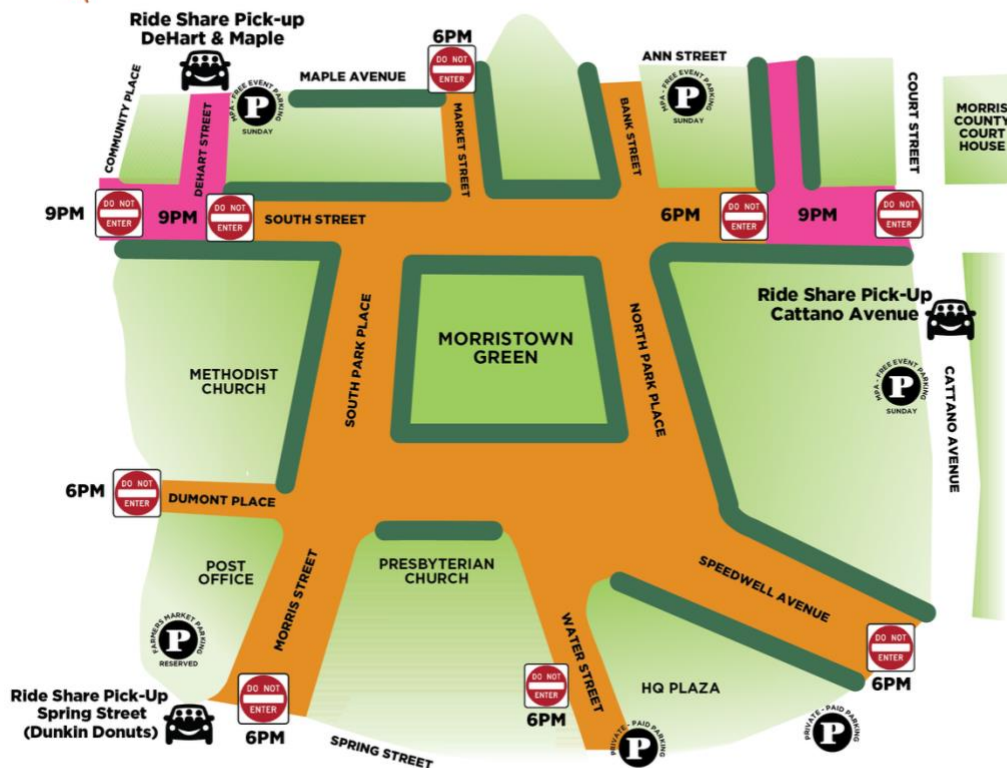 Ride Share Pick-up
DeHart & Maple
6PM
DO NOT
ENTER
MAPLE AVENUE
ANN STREET
COMMUNITY PLACE
DEHART STREET
MPA - FREE EVENT PARKING
P
SUNDAY
MARKET STREET
BANK STREET
MPA - FREE EVENT PARKING
P
SUNDAY
COURT STREET
MORRIS
COUNTY
COURT
HOUSE
9PM
DO NOT
ENTER
9PM
DO NOT
ENTER
SOUTH STREET
6PM
DO NOT
ENTER
9PM
DO NOT
ENTER
SOUTH PARK PLACE
MORRISTOWN
GREEN
NORTH PARK PLACE
Ride Share Pick-Up
Cattano Avenue
METHODIST
CHURCH
MPA - FREE EVENT PARKING
P
SUNDAY
CATTANO AVENUE
6PM
DO NOT
ENTER
DUMONT PLACE
POST
OFFICE
MORRIS STREET
PRESBYTERIAN
CHURCH
SPEEDWELL AVENUE
WATER STREET
FARMERS MARKET PARKING
P
RESERVED
DO NOT
ENTER
6PM
HQ PLAZA
Ride Share Pick-Up
Spring Street
(Dunkin Donuts)
DO NOT
ENTER
6PM
DO NOT
ENTER
6PM
SPRING STREET
PRIVATE - PAID PARKING
P
PRIVATE - PAID PARKING
P